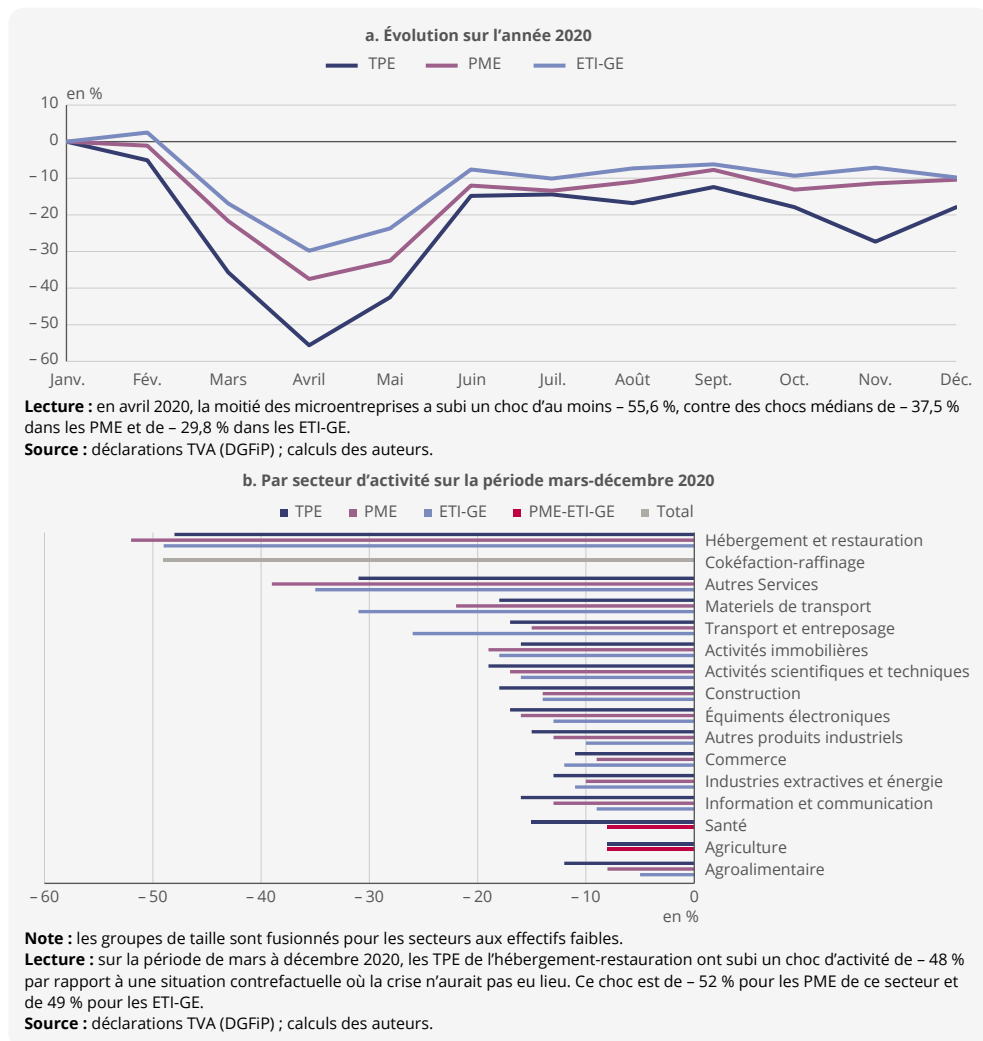 a. Évolution sur l’année 2020
TPE PME ETI-GE
en %
10
0
– 10
– 20
– 30
– 40
– 50
– 60
Janv. Fév. Mars Avril Mai Juin Juil. Août Sept. Oct. Nov. Déc.
Lecture : en avril 2020, la moitié des microentreprises a subi un choc d’au moins – 55,6 %, contre des chocs médians de – 37,5 %
dans les PME et de – 29,8 % dans les ETI-GE.
Source : déclarations TVA (DGFiP) ; calculs des auteurs.
b. Par secteur d’activité sur la période mars-décembre 2020
TPE PME ETI-GE PME-ETI-GE Total
Hébergement et restauration
Cokéfaction-raffinage
Autres Services
Materiels de transport
Transport et entreposage
Activités immobilières
Activités scientifiques et techniques
Construction
Équiments électroniques
Autres produits industriels
Commerce
Industries extractives et énergie
Information et communication
Santé
Agriculture
Agroalimentaire
– 60 – 50 – 40 – 30 – 20 – 10 0
en %
Note : les groupes de taille sont fusionnés pour les secteurs aux effectifs faibles.
Lecture : sur la période de mars à décembre 2020, les TPE de l’hébergement-restauration ont subi un choc d’activité de – 48 %
par rapport à une situation contrefactuelle où la crise n’aurait pas eu lieu. Ce choc est de – 52 % pour les PME de ce secteur et
de 49 % pour les ETI-GE.
Source : déclarations TVA (DGFiP) ; calculs des auteurs.